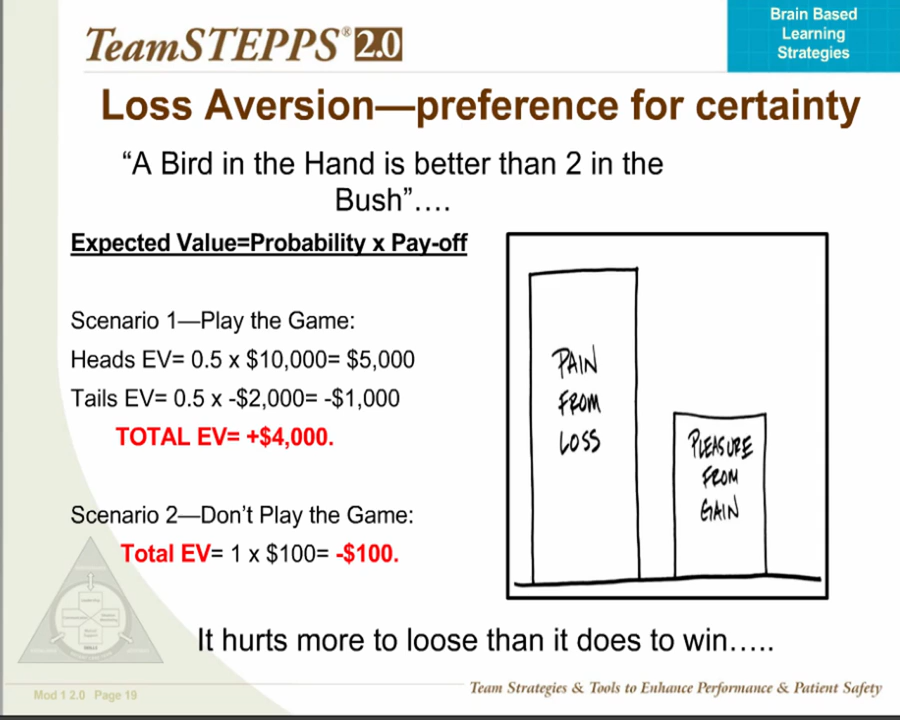 TeamSTEPPS® 2.0
Brain Based
Learning
Strategies
Loss Aversion—preference for certainty
“A Bird in the Hand is better than 2 in the
Bush”….
Expected Value=Probability x Pay-off
Scenario 1—Play the Game:
Heads EV= 0.5 x $10,000= $5,000
Tails EV= 0.5 x -$2,000= -$1,000
TOTAL EV= +$4,000.
Scenario 2—Don’t Play the Game:
Total EV= 1 x $100= -$100.
PAIN
FROM
LOSS
PLEASURE
FROM
GAIN
It hurts more to loose than it does to win…..
Mod 1 2.0 Page 19
Team Strategies & Tools to Enhance Performance & Patient Safety